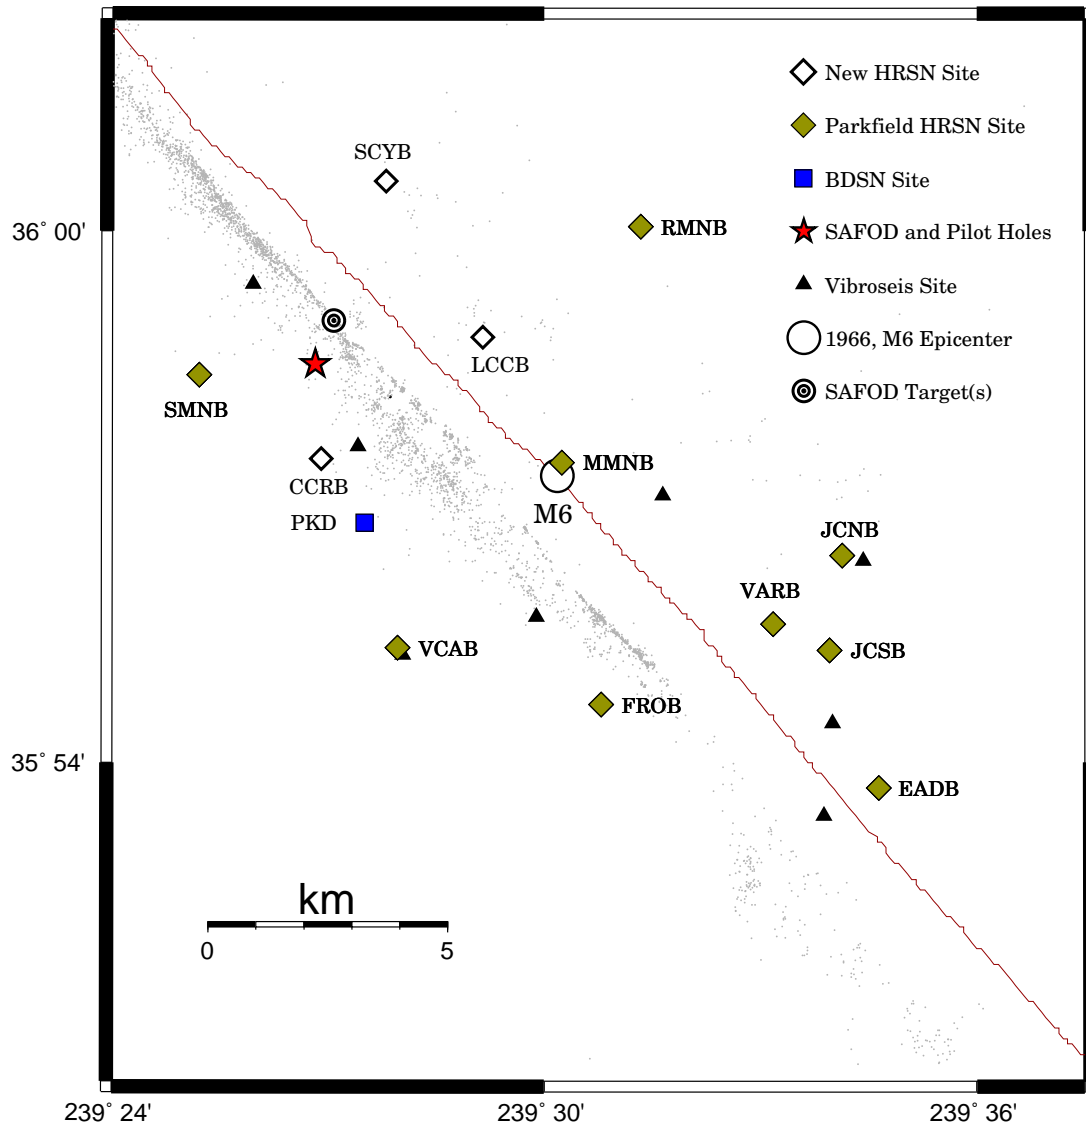 New HRSN Site
Parkfield HRSN Site
SCYB
BDSN Site
36° 00'
RMNB
SAFOD and Pilot Holes
Vibroseis Site
1966, M6 Epicenter
LCCB
SAFOD Target(s)
SMNB
MMNB
CCRB
M6
PKD
JCNB
VARB
VCAB
JCSB
FROB
35° 54'
EADB
km
0 5
239° 24' 239° 30' 239° 36'